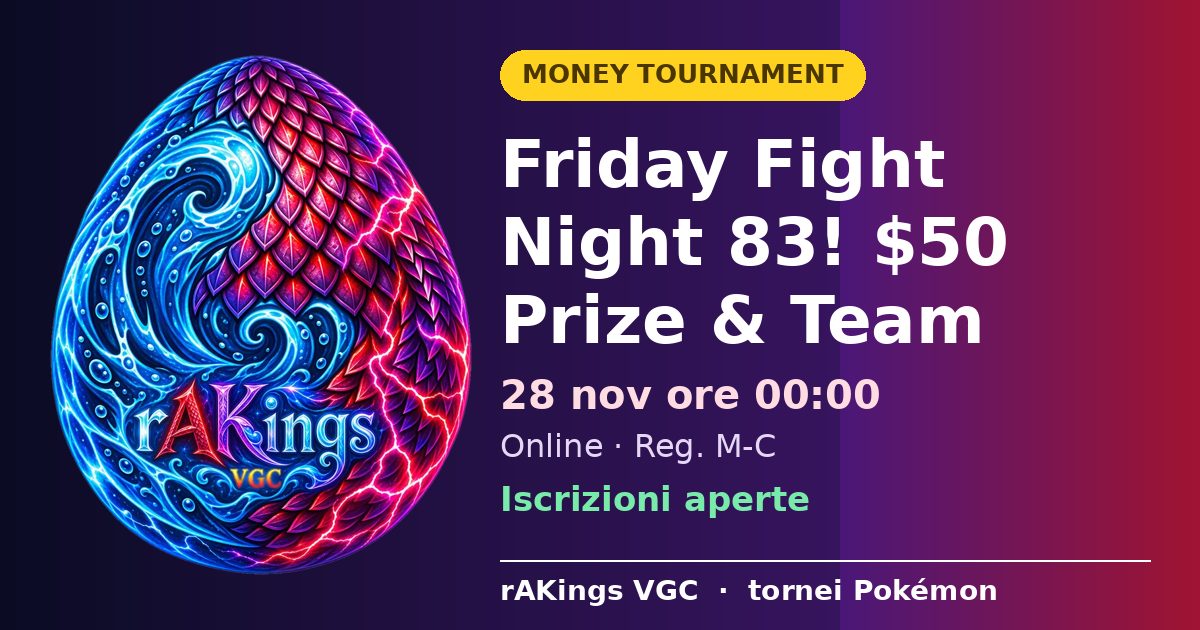 rAKings
VGC
MONEY TOURNAMENT
Friday Fight
Night 83! $50
Prize & Team
28 nov ore 00:00
Online · Reg. M-C
Iscrizioni aperte
rAKings VGC · tornei Pokémon